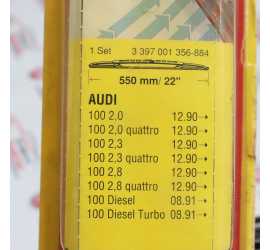 1 Set 3 397 001 356-884
550 mm/ 22"
AUDI
100 2,0 12.90→
100 2,0 quattro 12.90→
100 2,3 12.90→
100 2,3 quattro 12.90→
100 2,8 12.90→
100 2,8 quattro 12.90→
100 Diesel 08.91→
100 Diesel Turbo 08.91→